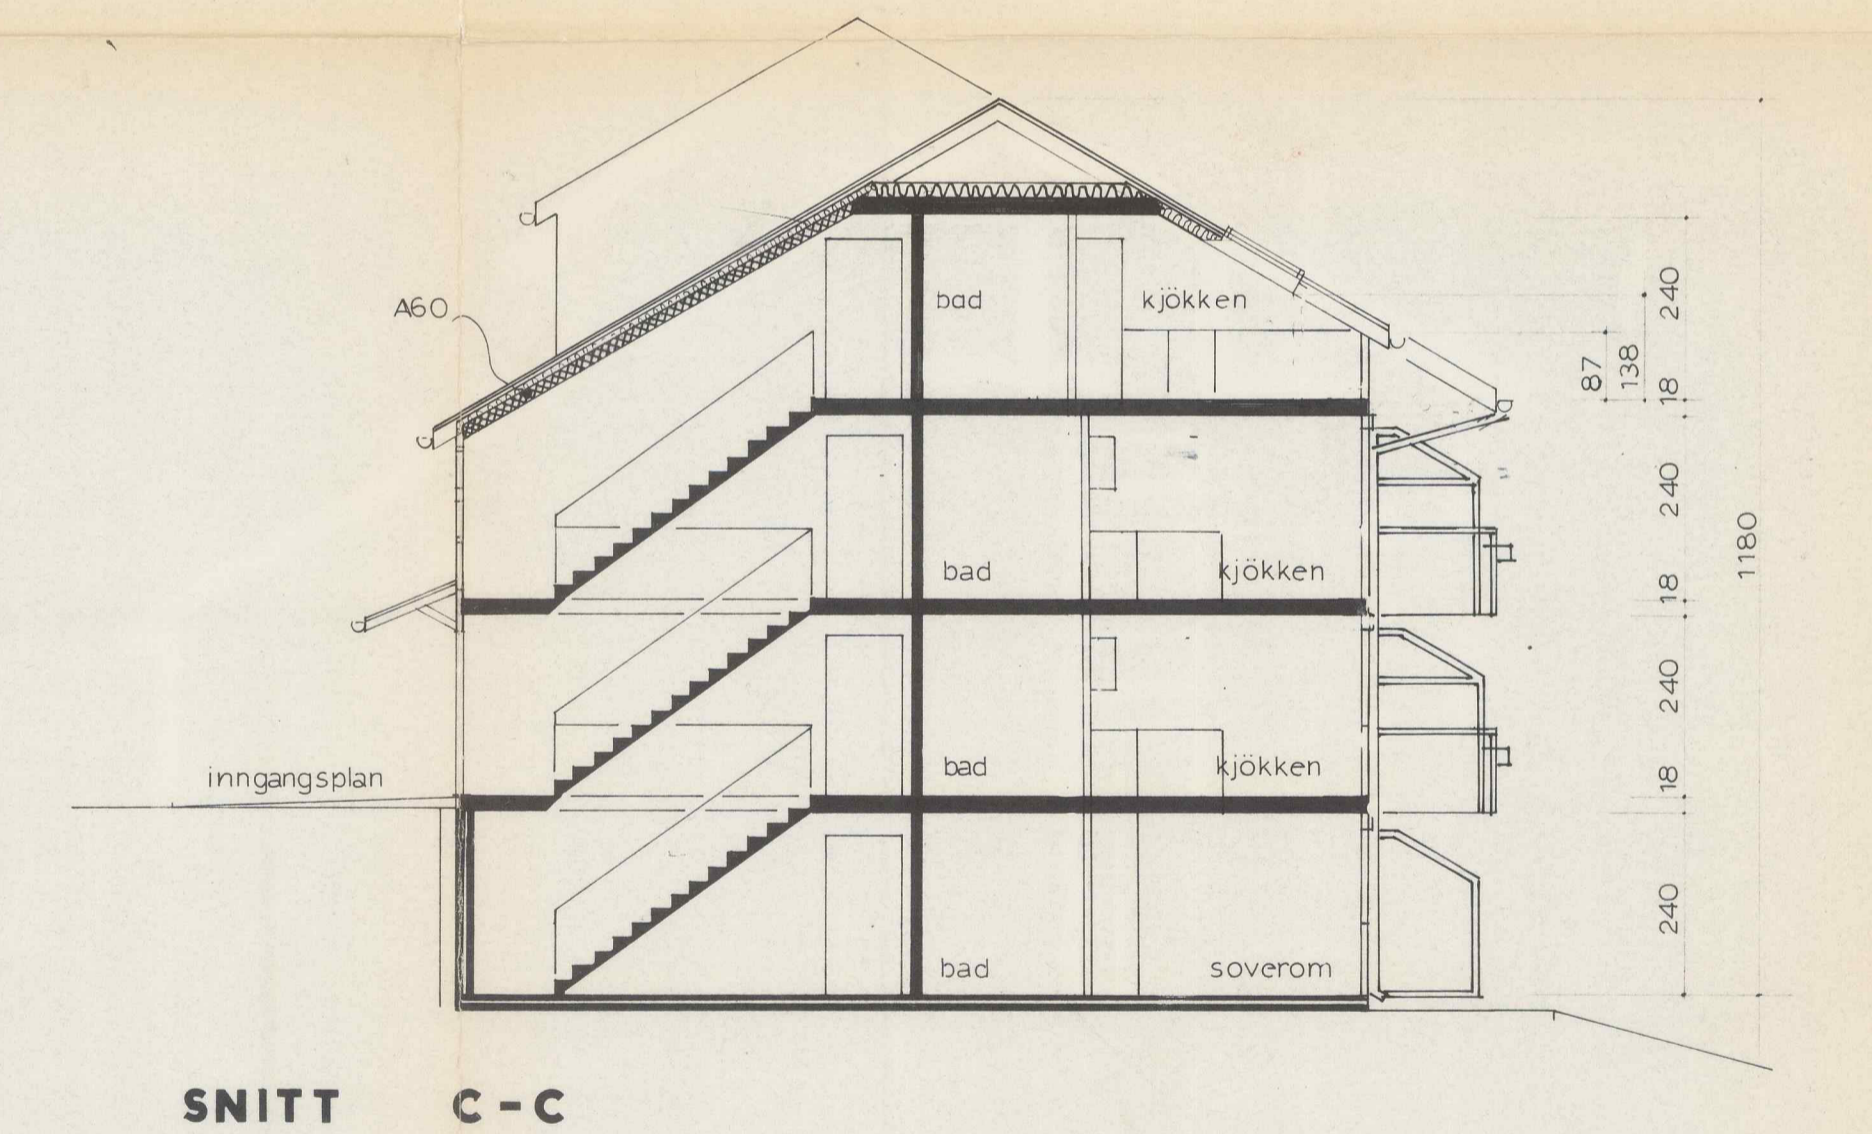 A60
bad
kjökken
240
87
138
18
bad
kjökken
240
18
1180
inngangsplan
bad
kjökken
240
18
bad
soverom
240
SNITT C-C